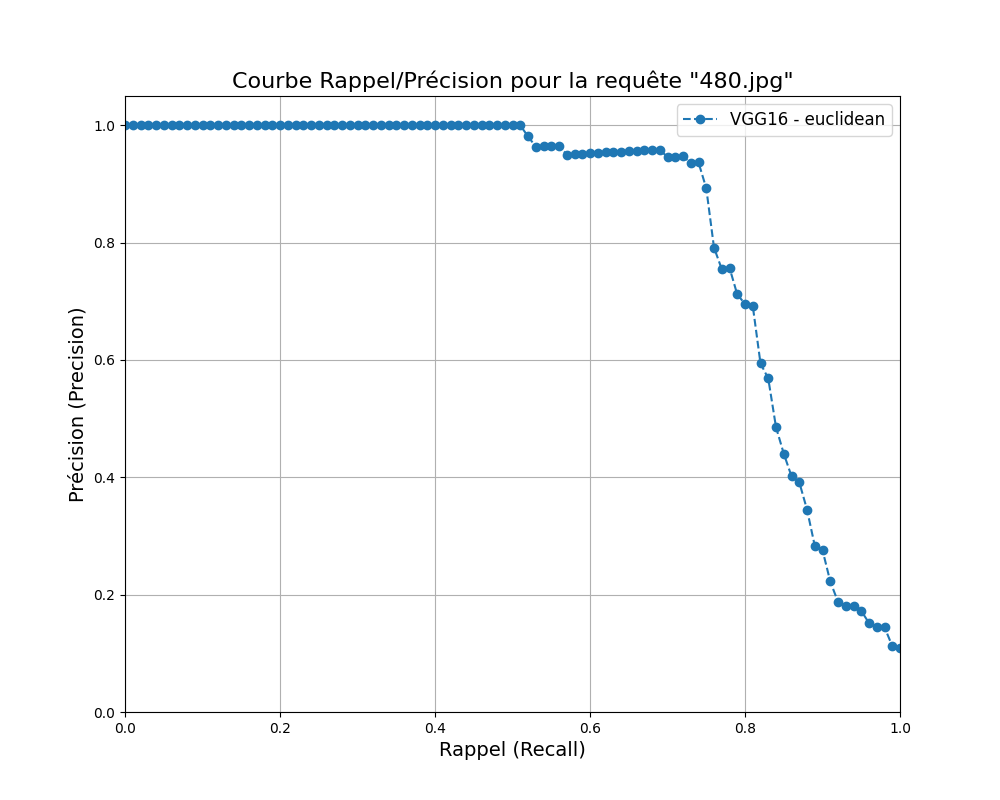 Courbe Rappel/Précision pour la requête "480.jpg"
VGG16 - euclidean
Précision (Precision)
1.0
0.8
0.6
0.4
0.2
0.0
0.0 0.2 0.4 0.6 0.8 1.0
Rappel (Recall)